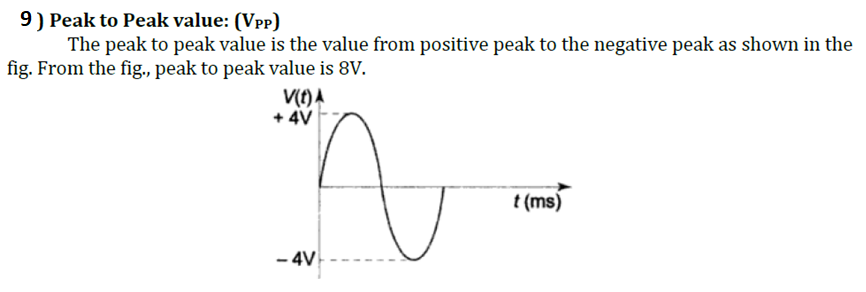 9 ) Peak to Peak value: (VPP)
The peak to peak value is the value from positive peak to the negative peak as shown in the
fig. From the fig., peak to peak value is 8V.
V(t)
+ 4V
t (ms)
– 4V